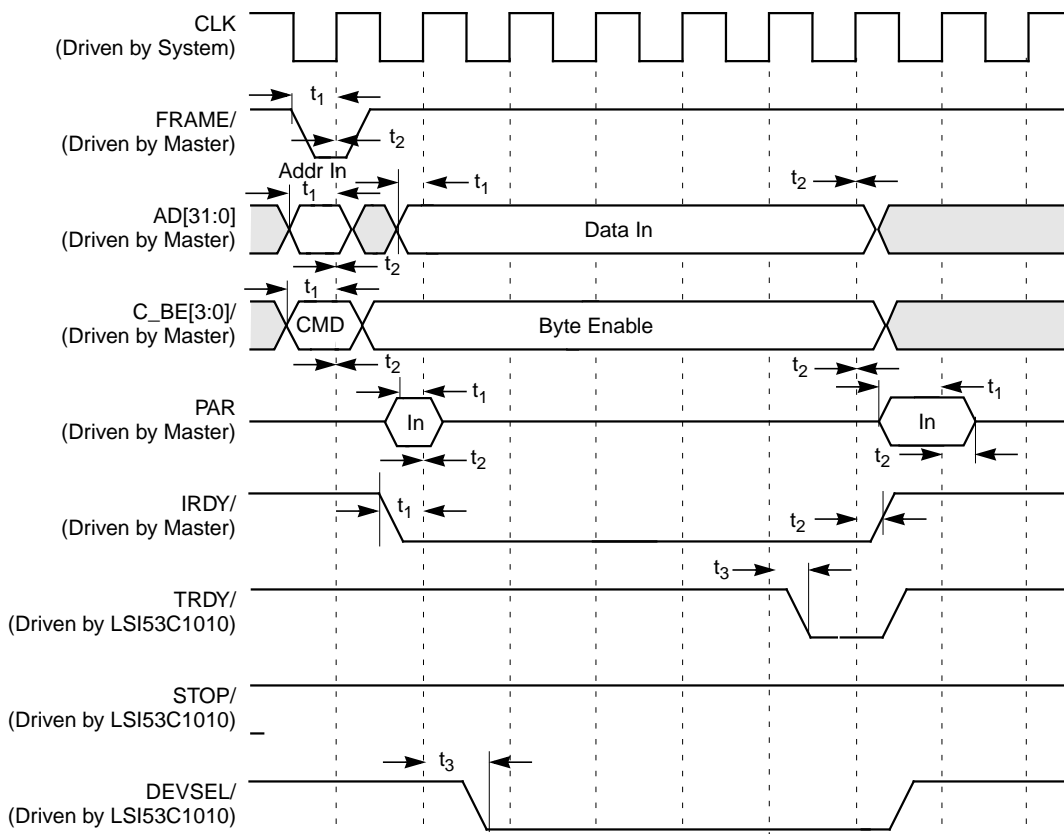 CLK
(Driven by System)
t1
FRAME/
(Driven by Master)
t2
Addr In
t1
t1
t2
AD[31:0]
(Driven by Master)
Data In
t2
t1
C_BE[3:0]/
(Driven by Master)
CMD
Byte Enable
t2
t2
t1
PAR
(Driven by Master)
In
In
t1
t2
t2
IRDY/
(Driven by Master)
t1
t2
t3
TRDY/
(Driven by LSI53C1010)
STOP/
(Driven by LSI53C1010)
t3
DEVSEL/
(Driven by LSI53C1010)